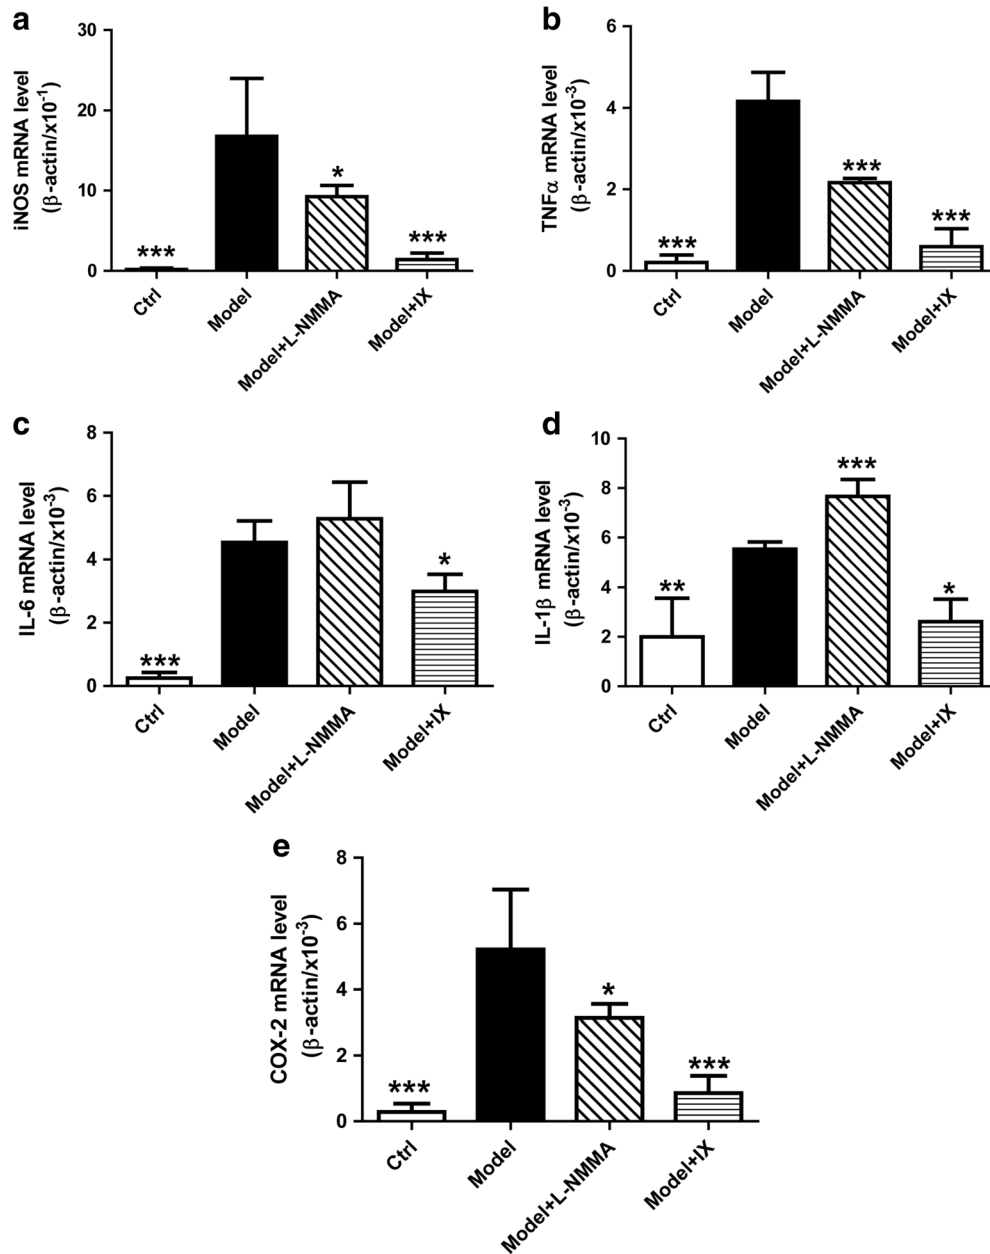 a
iNOS mRNA level
(β-actin/x10⁻¹)
30
20
10
0
***
*
***
Ctrl
Model
Model+L-NMMA
Model+IX
b
TNFα mRNA level
(β-actin/x10⁻³)
6
4
2
0
***
***
***
Ctrl
Model
Model+L-NMMA
Model+IX
c
IL-6 mRNA level
(β-actin/x10⁻³)
8
6
4
2
0
***
*
Ctrl
Model
Model+L-NMMA
Model+IX
d
IL-1β mRNA level
(β-actin/x10⁻³)
10
8
6
4
2
0
**
***
*
Ctrl
Model
Model+L-NMMA
Model+IX
e
COX-2 mRNA level
(β-actin/x10⁻³)
8
6
4
2
0
***
*
***
Ctrl
Model
Model+L-NMMA
Model+IX